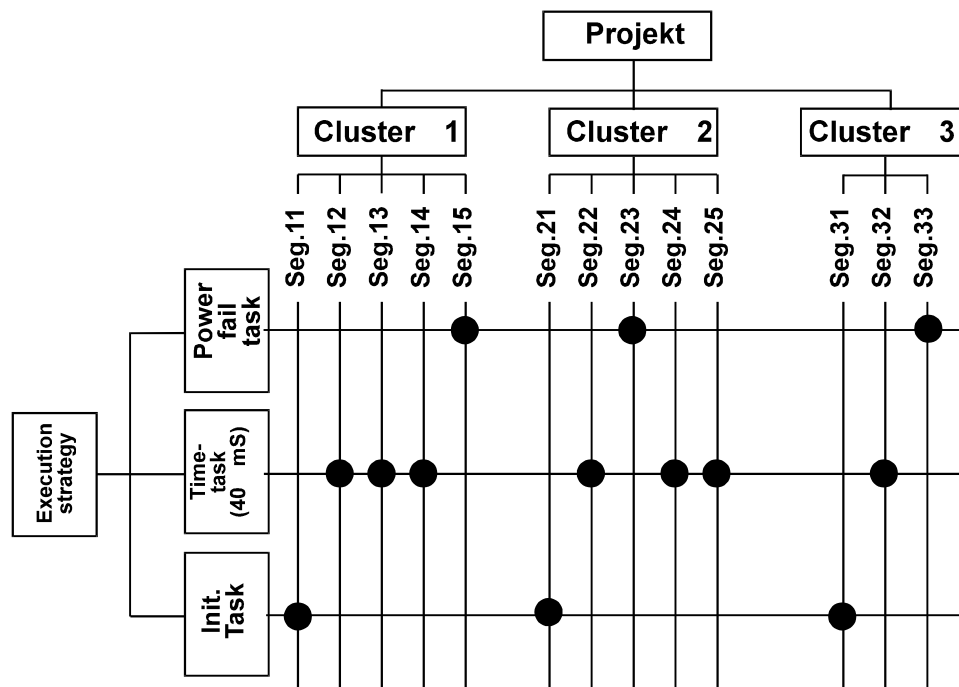 Projekt
Cluster 1
Cluster 2
Cluster 3
Seg.11
Seg.12
Seg.13
Seg.14
Seg.15
Seg.21
Seg.22
Seg.23
Seg.24
Seg.25
Seg.31
Seg.32
Seg.33
Power
fail
task
Execution
strategy
Time-
task
(40 mS)
Init.
Task